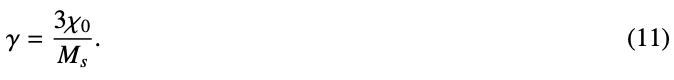 γ = 3χ₀ / Mₛ. (11)